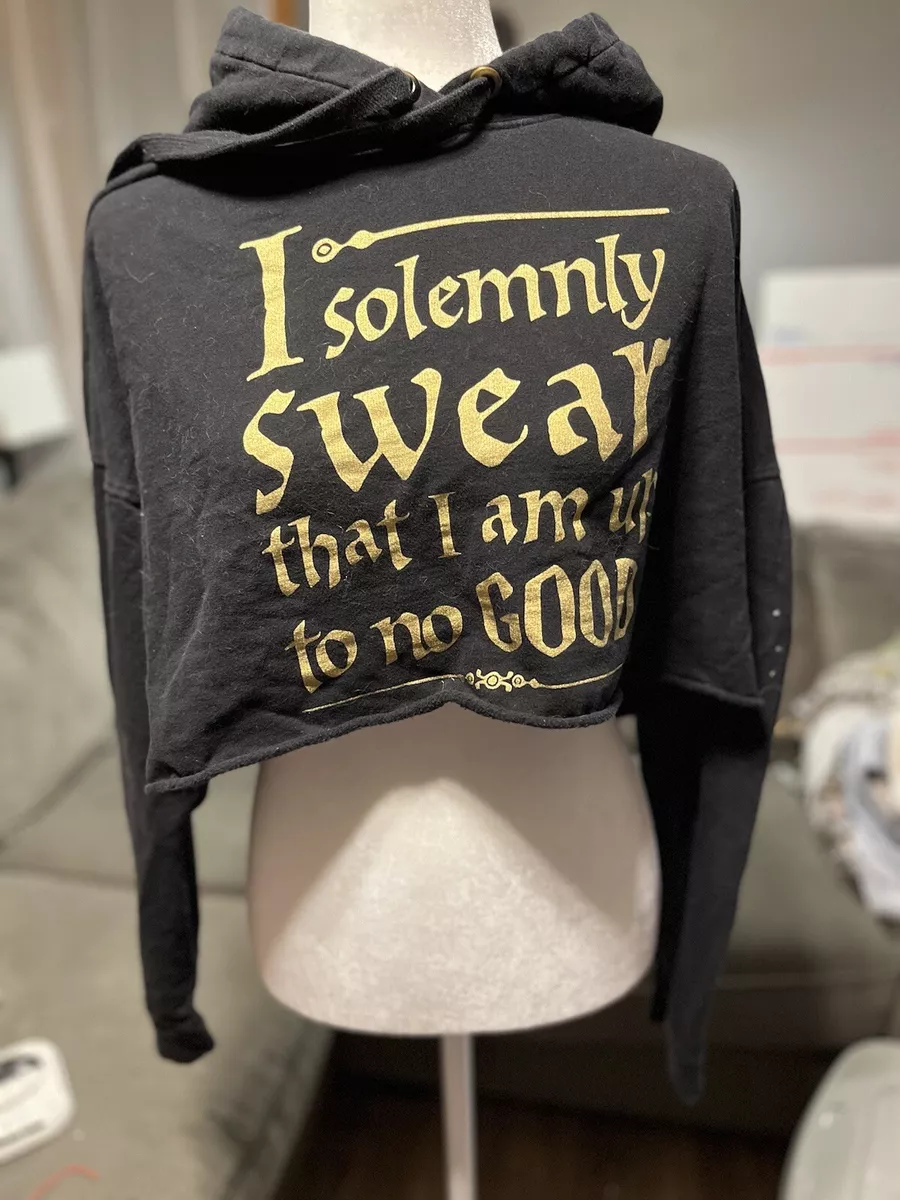 I solemnly
swear
that I am up
to no GOOD